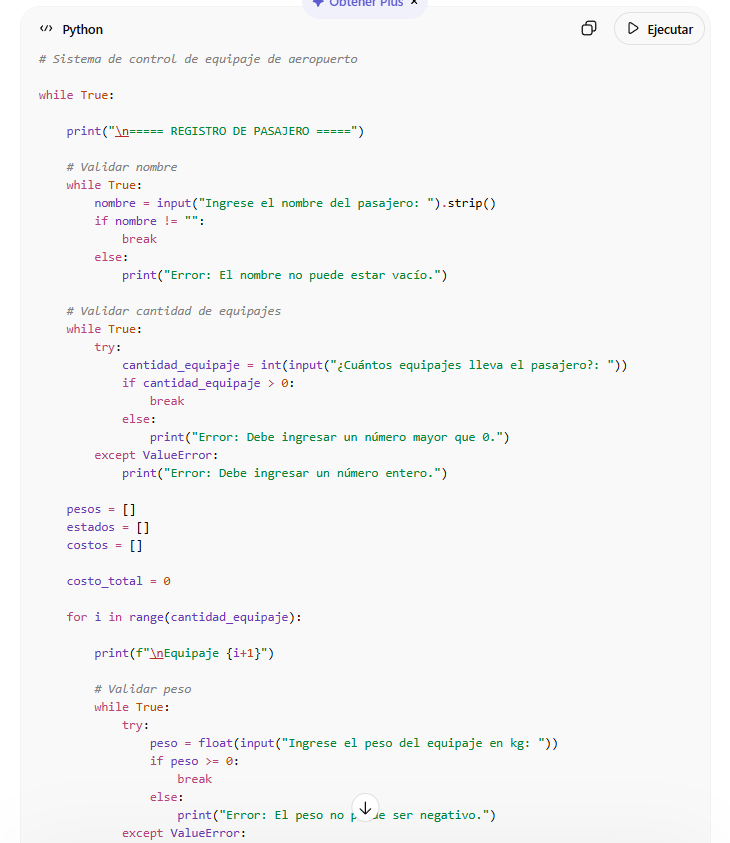 Obtener Plus ×
Python
Ejecutar
# Sistema de control de equipaje de aeropuerto
while True:
print("\n===== REGISTRO DE PASAJERO =====")
# Validar nombre
while True:
nombre = input("Ingrese el nombre del pasajero: ").strip()
if nombre != "":
break
else:
print("Error: El nombre no puede estar vacío.")
# Validar cantidad de equipajes
while True:
try:
cantidad_equipaje = int(input("¿Cuántos equipajes lleva el pasajero?: "))
if cantidad_equipaje > 0:
break
else:
print("Error: Debe ingresar un número mayor que 0.")
except ValueError:
print("Error: Debe ingresar un número entero.")
pesos = []
estados = []
costos = []
costo_total = 0
for i in range(cantidad_equipaje):
print(f"\nEquipaje {i+1}")
# Validar peso
while True:
try:
peso = float(input("Ingrese el peso del equipaje en kg: "))
if peso >= 0:
break
else:
print("Error: El peso no ser negativo.")
except ValueError: